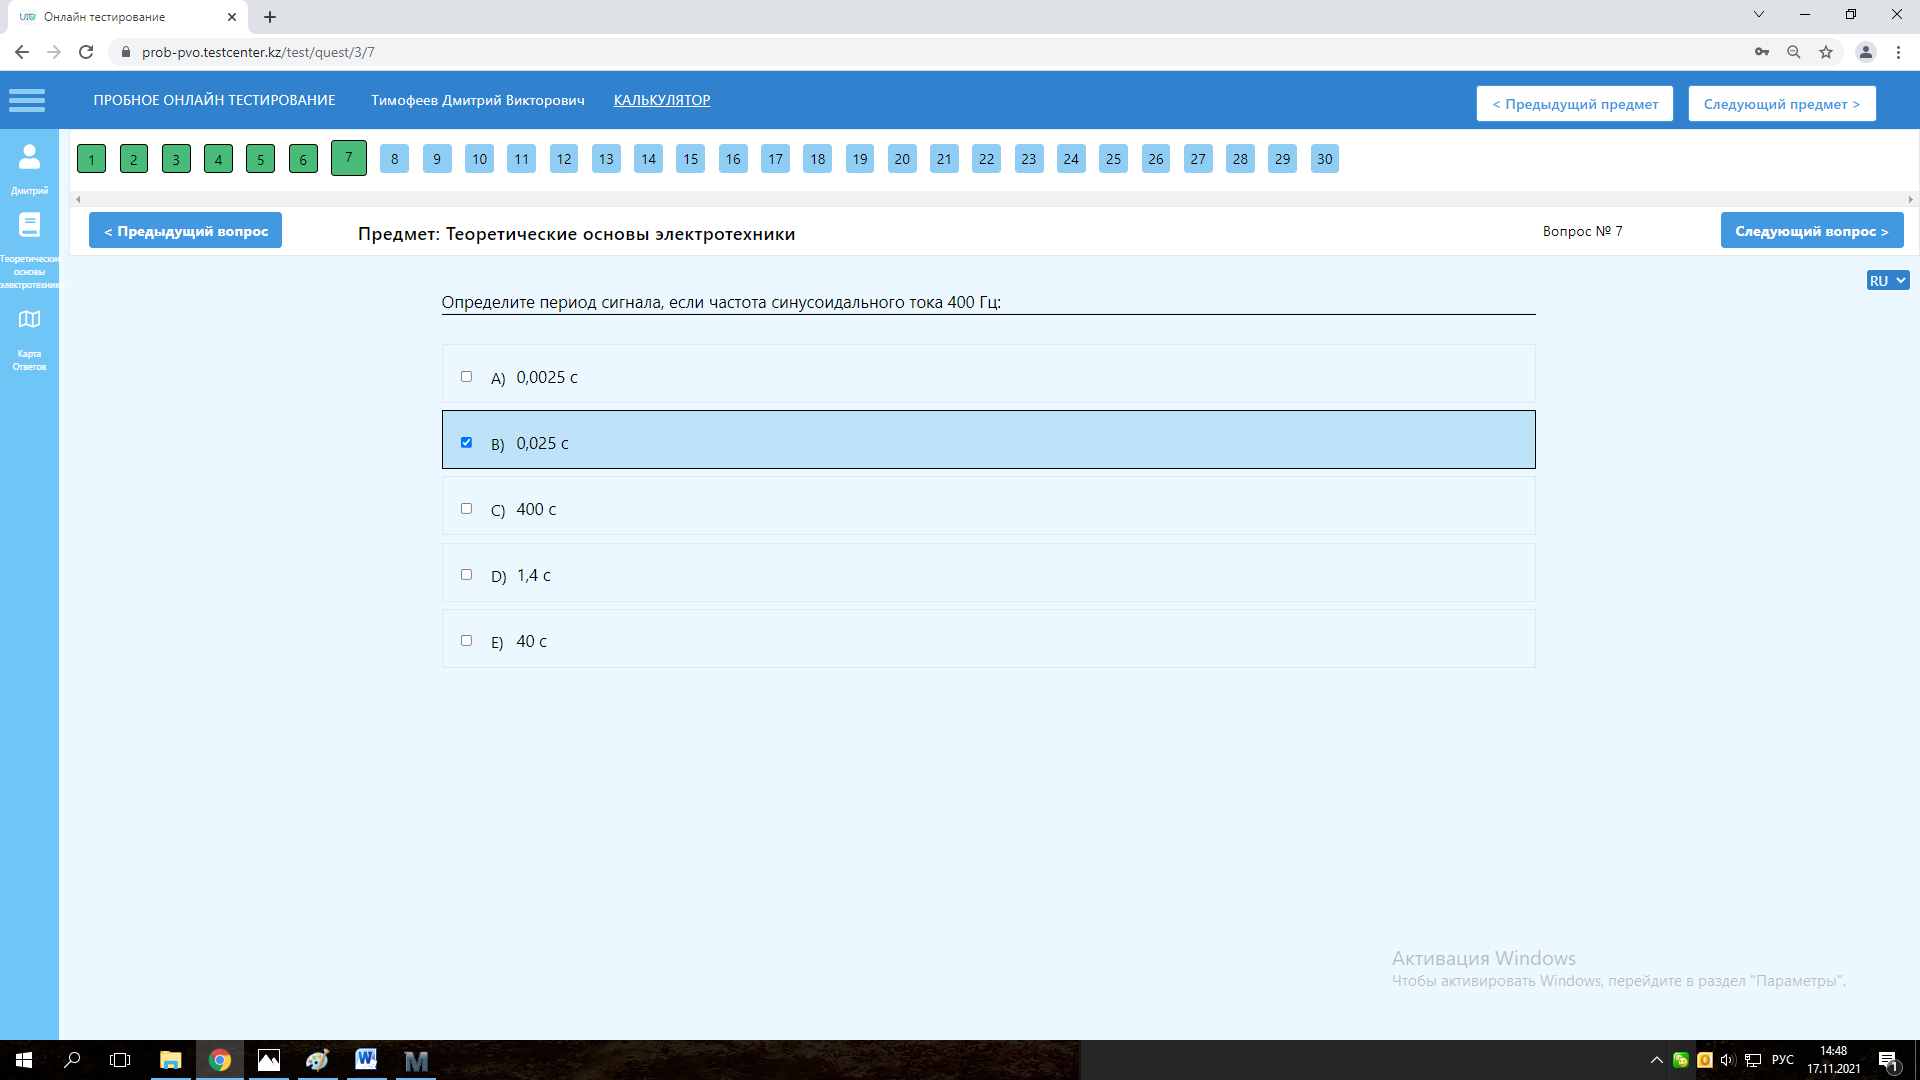 Онлайн тестирование
prob-pvo.testcenter.kz/test/quest/3/7
ПРОБНОЕ ОНЛАЙН ТЕСТИРОВАНИЕ Тимофеев Дмитрий Викторович КАЛЬКУЛЯТОР < Предыдущий предмет Следующий предмет >
1 2 3 4 5 6 7 8 9 10 11 12 13 14 15 16 17 18 19 20 21 22 23 24 25 26 27 28 29 30
Дмитрий
< Предыдущий вопрос Предмет: Теоретические основы электротехники Вопрос № 7 Следующий вопрос >
Теоретические
основы
электротехники
RU
Определите период сигнала, если частота синусоидального тока 400 Гц:
Карта
Ответов
A) 0,0025 с
B) 0,025 с
C) 400 с
D) 1,4 с
E) 40 с
Активация Windows
Чтобы активировать Windows, перейдите в раздел "Параметры".
РУС
14:48
17.11.2021
1